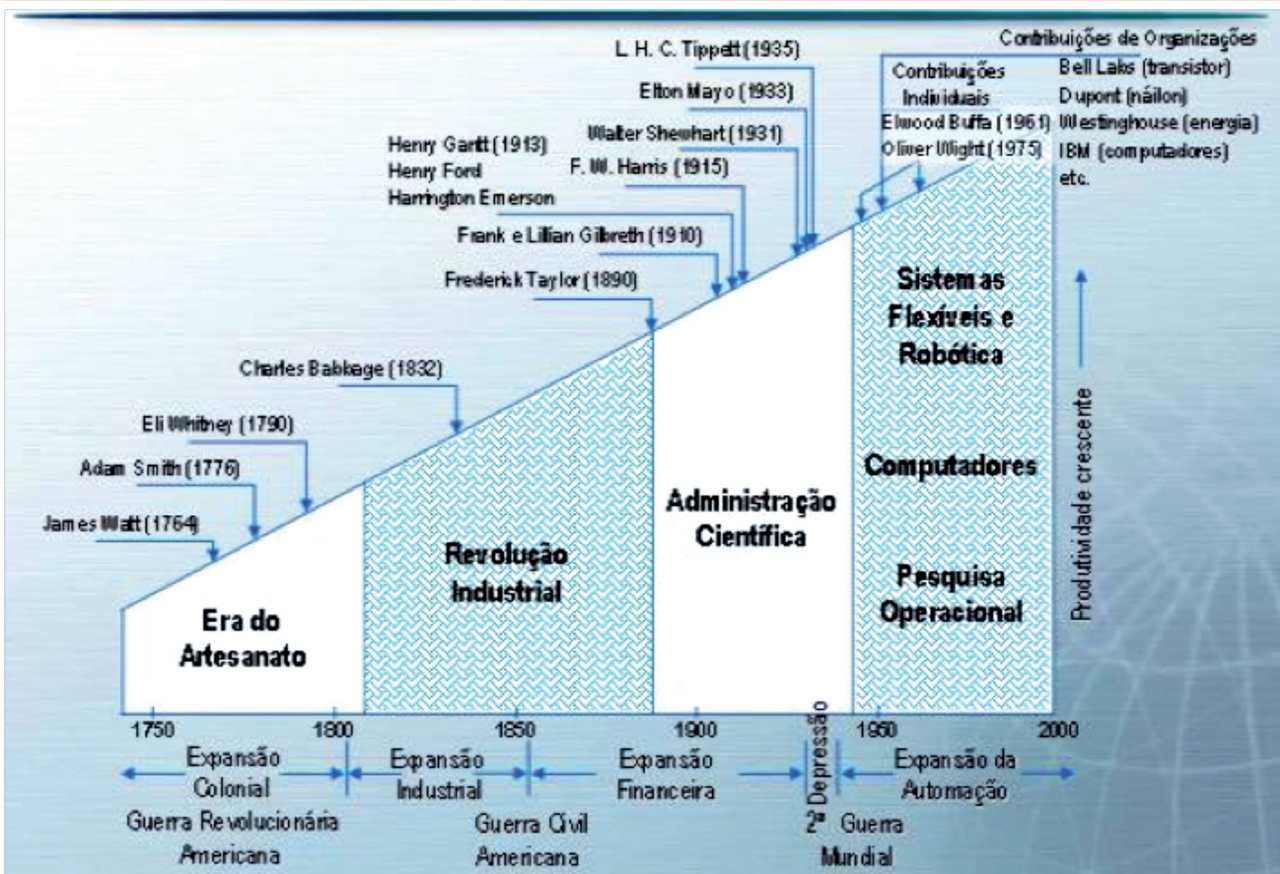 L. H. C. Tippett (1935)
Elton Mayo (1933)
Walter Shewhart (1931)
F. W. Harris (1915)
Henry Gantt (1913)
Henry Ford
Harrington Emerson
Frank e Lillian Gilbreth (1910)
Frederick Taylor (1890)
Charles Babbage (1832)
Eli Whitney (1790)
Adam Smith (1776)
James Watt (1764)
Contribuições
Individuais
Elwood Buffa (1961)
Oliver Wight (1975)
Contribuições de Organizações
Bell Labs (transistor)
Dupont (náilon)
Westinghouse (energia)
IBM (computadores)
etc.
Era do
Artesanato
Revolução
Industrial
Administração
Científica
Sistemas
Flexíveis e
Robótica
Computadores
Pesquisa
Operacional
Produtividade crescente
1750
1800
1850
1900
1950
2000
Expansão
Colonial
Expansão
Industrial
Expansão
Financeira
Depressão
Expansão da
Automação
Guerra Revolucionária
Americana
Guerra Civil
Americana
2ª Guerra
Mundial